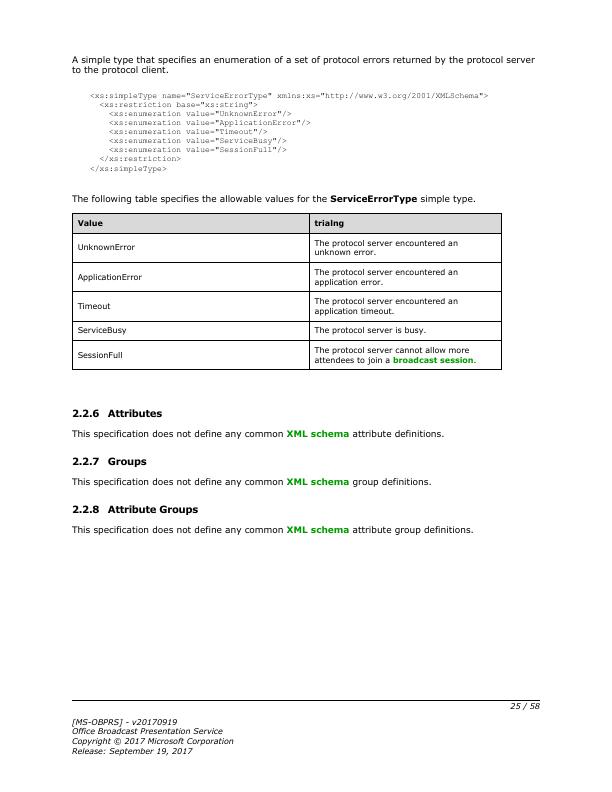 A simple type that specifies an enumeration of a set of protocol errors returned by the protocol server
to the protocol client.
<xs:simpleType name="ServiceErrorType" xmlns:xs="http://www.w3.org/2001/XMLSchema">
<xs:restriction base="xs:string">
<xs:enumeration value="UnknownError"/>
<xs:enumeration value="ApplicationError"/>
<xs:enumeration value="Timeout"/>
<xs:enumeration value="ServiceBusy"/>
<xs:enumeration value="SessionFull"/>
</xs:restriction>
</xs:simpleType>
The following table specifies the allowable values for the ServiceErrorType simple type.
Value trialng
UnknownError The protocol server encountered an
unknown error.
ApplicationError The protocol server encountered an
application error.
Timeout The protocol server encountered an
application timeout.
ServiceBusy The protocol server is busy.
SessionFull The protocol server cannot allow more
attendees to join a broadcast session.
2.2.6 Attributes
This specification does not define any common XML schema attribute definitions.
2.2.7 Groups
This specification does not define any common XML schema group definitions.
2.2.8 Attribute Groups
This specification does not define any common XML schema attribute group definitions.
25 / 58
[MS-OBPRS] - v20170919
Office Broadcast Presentation Service
Copyright © 2017 Microsoft Corporation
Release: September 19, 2017